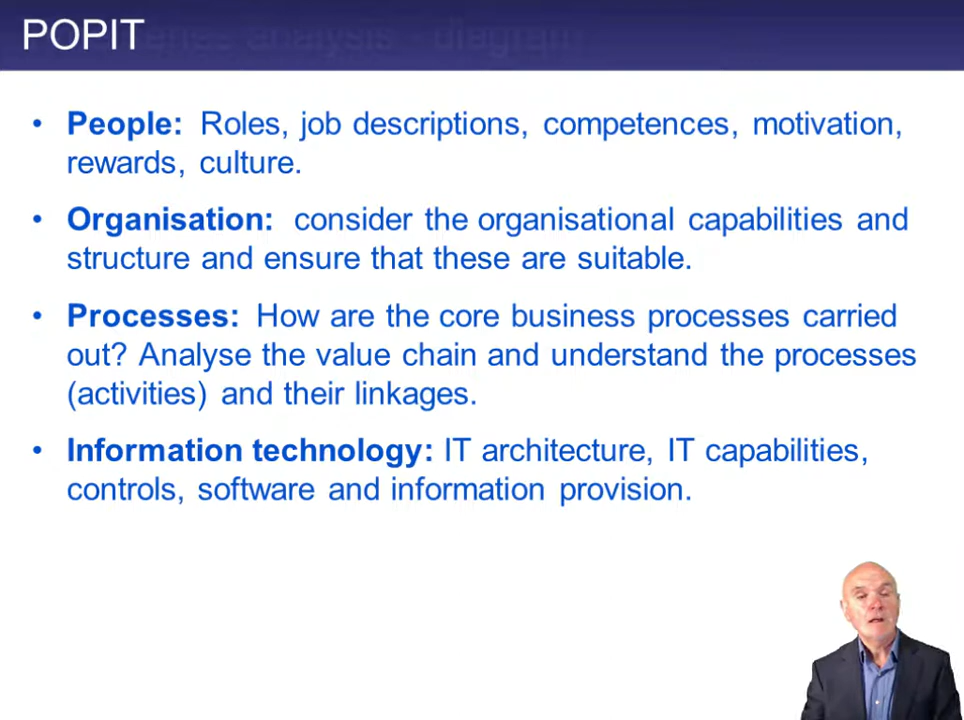 POPIT
• People: Roles, job descriptions, competences, motivation,
rewards, culture.
• Organisation: consider the organisational capabilities and
structure and ensure that these are suitable.
• Processes: How are the core business processes carried
out? Analyse the value chain and understand the processes
(activities) and their linkages.
• Information technology: IT architecture, IT capabilities,
controls, software and information provision.